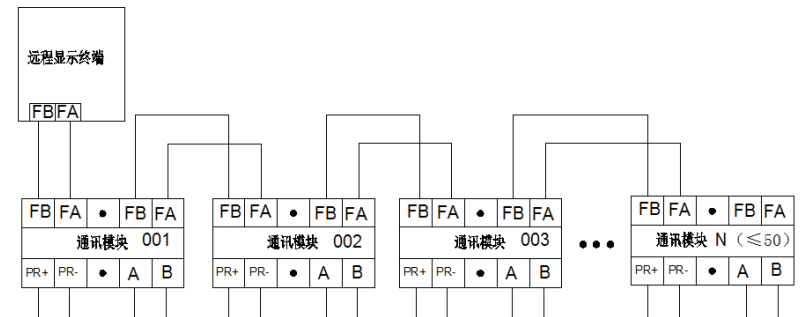 远程显示终端
FB FA
FB FA • FB FA
通讯模块 001
PR+ PR- • A B
FB FA • FB FA
通讯模块 002
PR+ PR- • A B
FB FA • FB FA
通讯模块 003
PR+ PR- • A B
•••
FB FA • FB FA
通讯模块 N（≤50）
PR+ PR- • A B